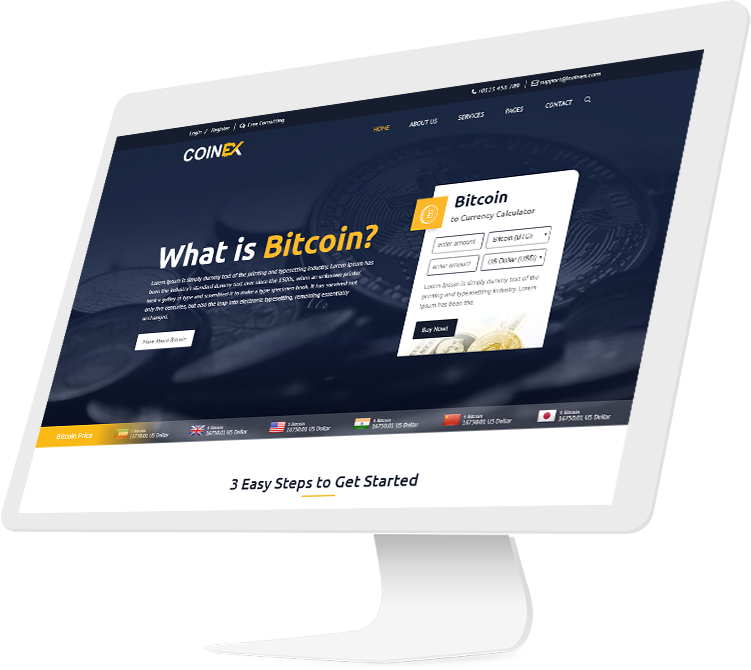 +0123 456 789 | support@coinex.com
Login / Register | Free Consulting
HOME ABOUT US SERVICES PAGES CONTACT
COINEX
What is Bitcoin?
Lorem Ipsum is simply dummy text of the printing and typesetting industry. Lorem Ipsum has
been the industry's standard dummy text ever since the 1500s, when an unknown printer
took a galley of type and scrambled it to make a type specimen book. It has survived not
only five centuries, but also the leap into electronic typesetting, remaining essentially
unchanged.
More About Bitcoin
Bitcoin
to Currency Calculator
enter amount Bitcoin (BTC)
enter amount US Dollar (USD)
Lorem Ipsum is simply dummy text of the
printing and typesetting industry. Lorem
Ipsum has been the.
Buy Now!
Bitcoin Price
1 Bitcoin
16750.01 US Dollar
1 Bitcoin
16750.01 US Dollar
1 Bitcoin
16750.01 US Dollar
1 Bitcoin
16750.01 US Dollar
1 Bitcoin
16750.01 US Dollar
1 Bitcoin
16750.01 US Dollar
3 Easy Steps to Get Started